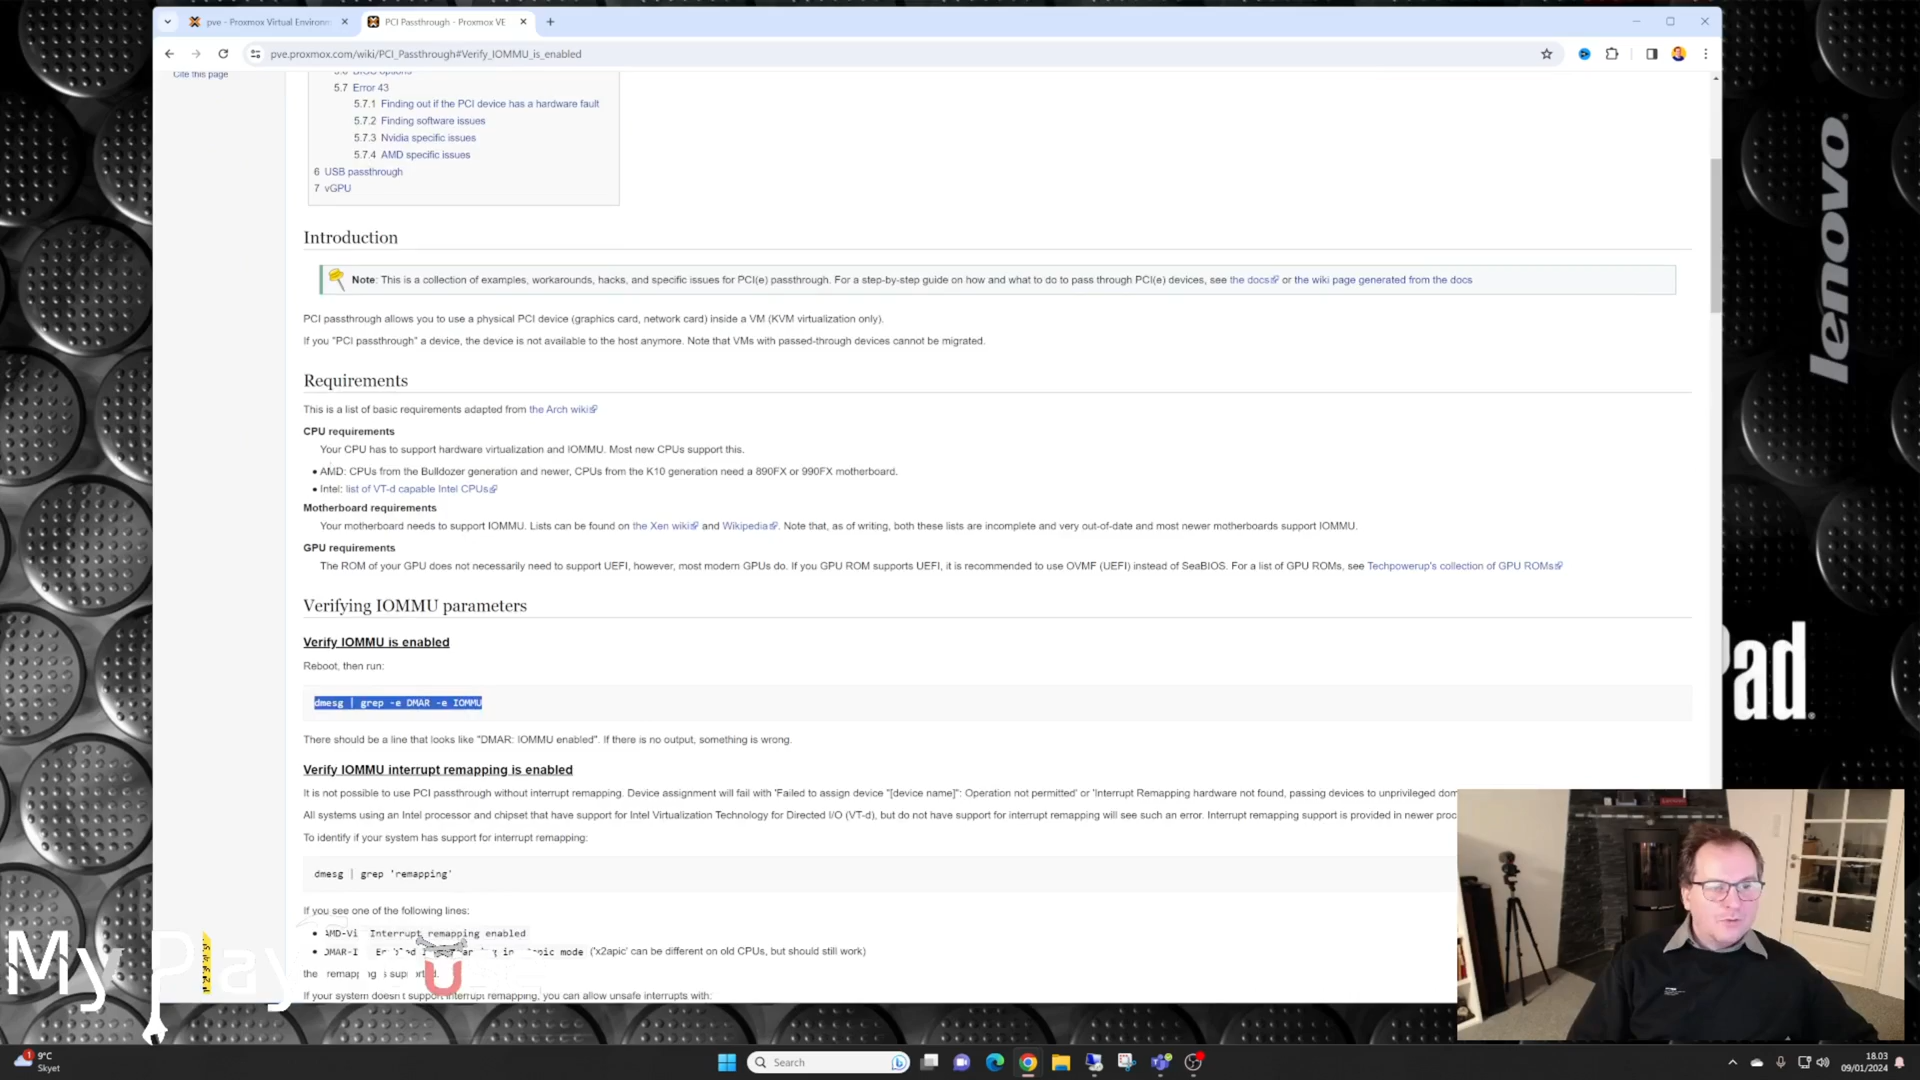 pve - Proxmox Virtual Environm
PCI Passthrough - Proxmox VE
pve.proxmox.com/wiki/PCI_Passthrough#Verify_IOMMU_is_enabled
Cite this page
5.7 Error 43
5.7.1 Finding out if the PCI device has a hardware fault
5.7.2 Finding software issues
5.7.3 Nvidia specific issues
5.7.4 AMD specific issues
6 USB passthrough
7 vGPU
Introduction
Note: This is a collection of examples, workarounds, hacks, and specific issues for PCI(e) passthrough. For a step-by-step guide on how and what to do to pass through PCI(e) devices, see the docs or the wiki page generated from the docs
PCI passthrough allows you to use a physical PCI device (graphics card, network card) inside a VM (KVM virtualization only).
If you "PCI passthrough" a device, the device is not available to the host anymore. Note that VMs with passed-through devices cannot be migrated.
Requirements
This is a list of basic requirements adapted from the Arch wiki
CPU requirements
Your CPU has to support hardware virtualization and IOMMU. Most new CPUs support this.
• AMD: CPUs from the Bulldozer generation and newer, CPUs from the K10 generation need a 890FX or 990FX motherboard.
• Intel: list of VT-d capable Intel CPUs
Motherboard requirements
Your motherboard needs to support IOMMU. Lists can be found on the Xen wiki and Wikipedia. Note that, as of writing, both these lists are incomplete and very out-of-date and most newer motherboards support IOMMU.
GPU requirements
The ROM of your GPU does not necessarily need to support UEFI, however, most modern GPUs do. If you GPU ROM supports UEFI, it is recommended to use OVMF (UEFI) instead of SeaBIOS. For a list of GPU ROMs, see Techpowerup's collection of GPU ROMs
Verifying IOMMU parameters
Verify IOMMU is enabled
Reboot, then run:
dmesg | grep -e DMAR -e IOMMU
There should be a line that looks like "DMAR: IOMMU enabled". If there is no output, something is wrong.
Verify IOMMU interrupt remapping is enabled
It is not possible to use PCI passthrough without interrupt remapping. Device assignment will fail with 'Failed to assign device "[device name]": Operation not permitted' or 'Interrupt Remapping hardware not found, passing devices to unprivileged dom
All systems using an Intel processor and chipset that have support for Intel Virtualization Technology for Directed I/O (VT-d), but do not have support for interrupt remapping will see such an error. Interrupt remapping support is provided in newer proc
To identify if your system has support for interrupt remapping:
dmesg | grep 'remapping'
If you see one of the following lines:
• AMD-Vi Interrupt remapping enabled
• DMAR-I mode ('x2apic' can be different on old CPUs, but should still work)
remapping is supported.
If your system doesn't support interrupt remapping, you can allow unsafe interrupts with:
My Play
lenovo
Pad
9°C
Skyet
Search
18.03
09/01/2024